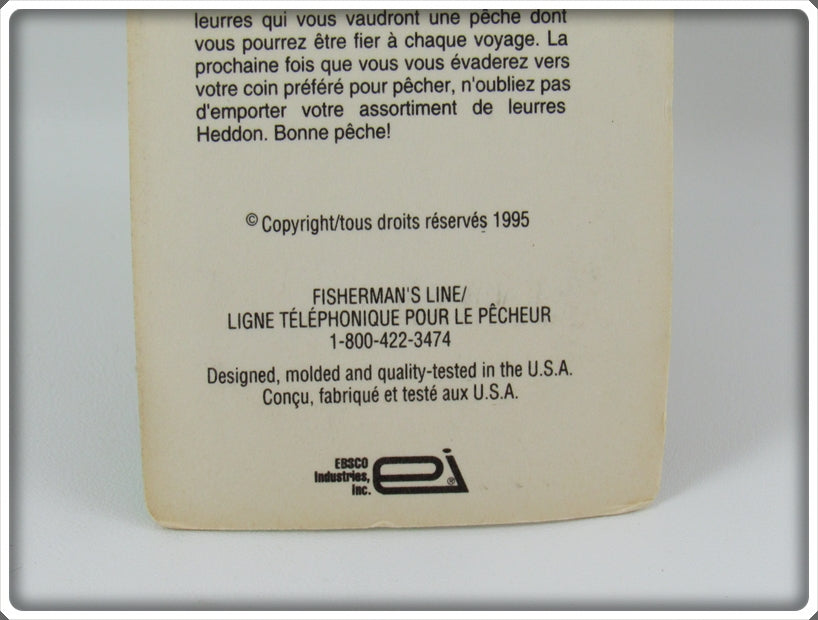 leurres qui vous vaudront une pêche dont
vous pourrez être fier à chaque voyage. La
prochaine fois que vous vous évaderez vers
votre coin préféré pour pêcher, n'oubliez pas
d'emporter votre assortiment de leurres
Heddon. Bonne pêche!
© Copyright/tous droits réservés 1995
FISHERMAN'S LINE/
LIGNE TÉLÉPHONIQUE POUR LE PÊCHEUR
1-800-422-3474
Designed, molded and quality-tested in the U.S.A.
Conçu, fabriqué et testé aux U.S.A.
EBSCO
Industries,
Inc.
ei ®